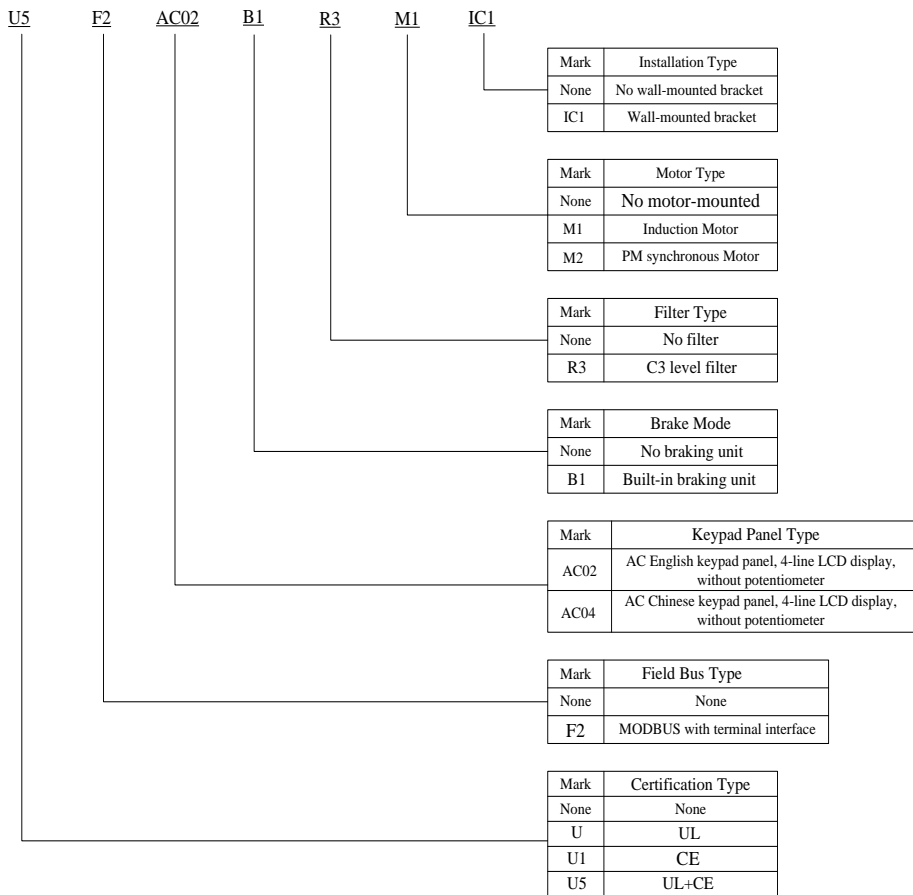 U5 F2 AC02 B1 R3 M1 IC1
Mark Installation Type
None No wall-mounted bracket
IC1 Wall-mounted bracket
Mark Motor Type
None No motor-mounted
M1 Induction Motor
M2 PM synchronous Motor
Mark Filter Type
None No filter
R3 C3 level filter
Mark Brake Mode
None No braking unit
B1 Built-in braking unit
Mark Keypad Panel Type
AC02 AC English keypad panel, 4-line LCD display,
without potentiometer
AC04 AC Chinese keypad panel, 4-line LCD display,
without potentiometer
Mark Field Bus Type
None None
F2 MODBUS with terminal interface
Mark Certification Type
None None
U UL
U1 CE
U5 UL+CE